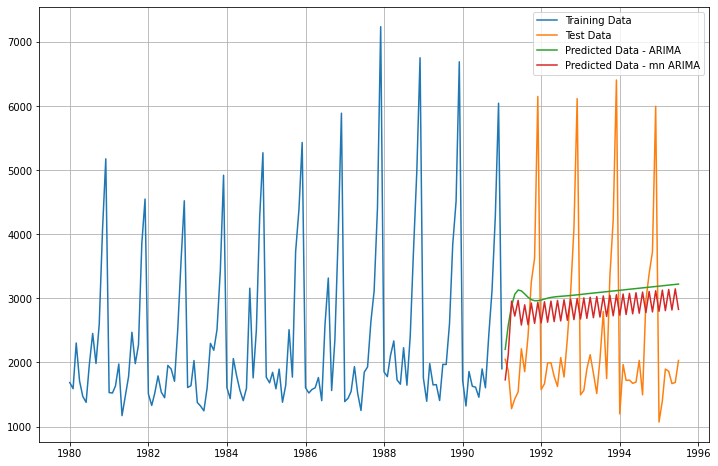 Training Data
Test Data
Predicted Data - ARIMA
Predicted Data - mn ARIMA
7000
6000
5000
4000
3000
2000
1000
1980 1982 1984 1986 1988 1990 1992 1994 1996